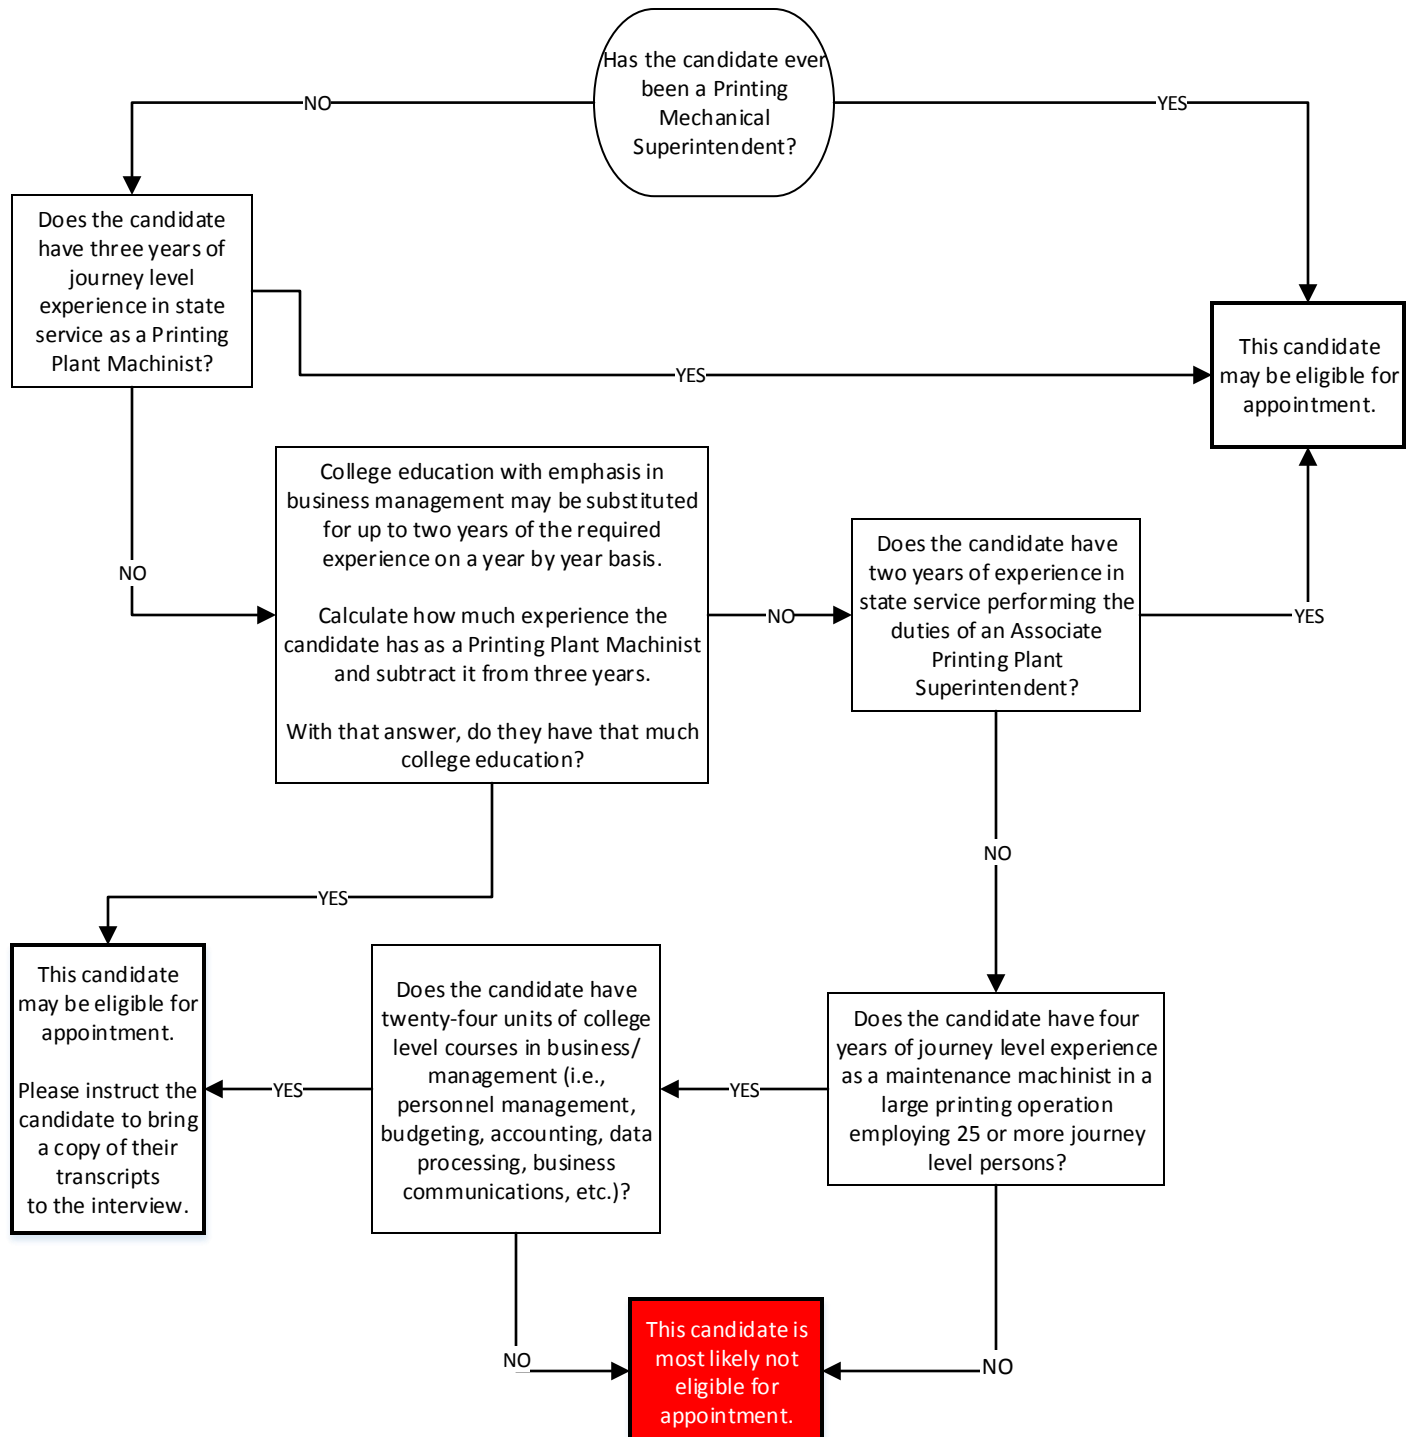 Has the candidate ever
been a Printing
Mechanical
Superintendent?
NO
YES
Does the candidate
have three years of
journey level
experience in state
service as a Printing
Plant Machinist?
YES
This candidate
may be eligible for
appointment.
NO
College education with emphasis in
business management may be substituted
for up to two years of the required
experience on a year by year basis.
Calculate how much experience the
candidate has as a Printing Plant Machinist
and subtract it from three years.
With that answer, do they have that much
college education?
NO
Does the candidate have
two years of experience in
state service performing the
duties of an Associate
Printing Plant
Superintendent?
YES
NO
YES
This candidate
may be eligible for
appointment.
Please instruct the
candidate to bring
a copy of their
transcripts
to the interview.
YES
Does the candidate have
twenty-four units of college
level courses in business/
management (i.e.,
personnel management,
budgeting, accounting, data
processing, business
communications, etc.)?
YES
Does the candidate have four
years of journey level experience
as a maintenance machinist in a
large printing operation
employing 25 or more journey
level persons?
NO
This candidate is
most likely not
eligible for
appointment.
NO